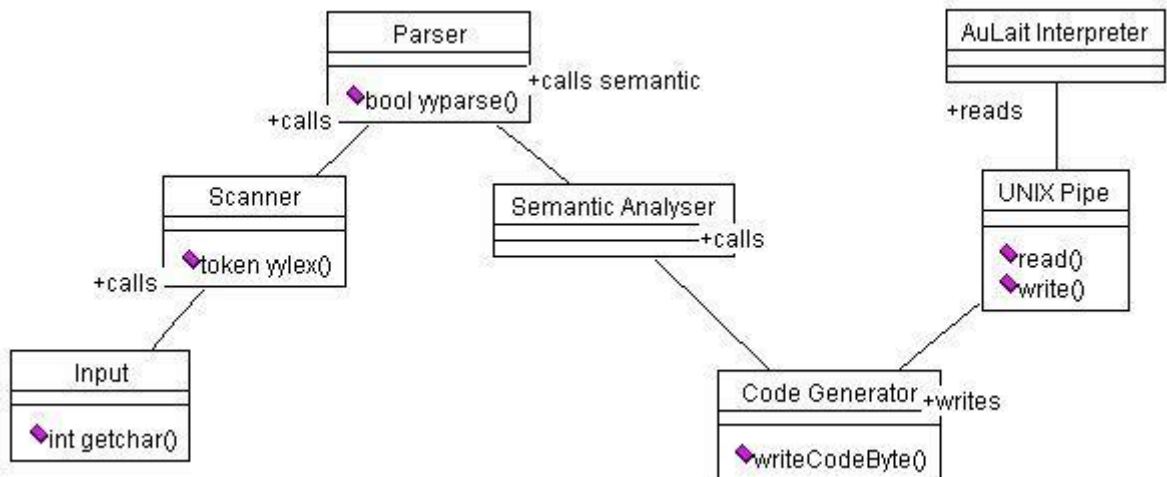 Parser
bool yyparse()
+calls semantic
+calls
AuLait Interpreter
+reads
Scanner
token yylex()
+calls
Semantic Analyser
+calls
UNIX Pipe
read()
write()
Input
int getchar()
Code Generator
+writes
writeCodeByte()